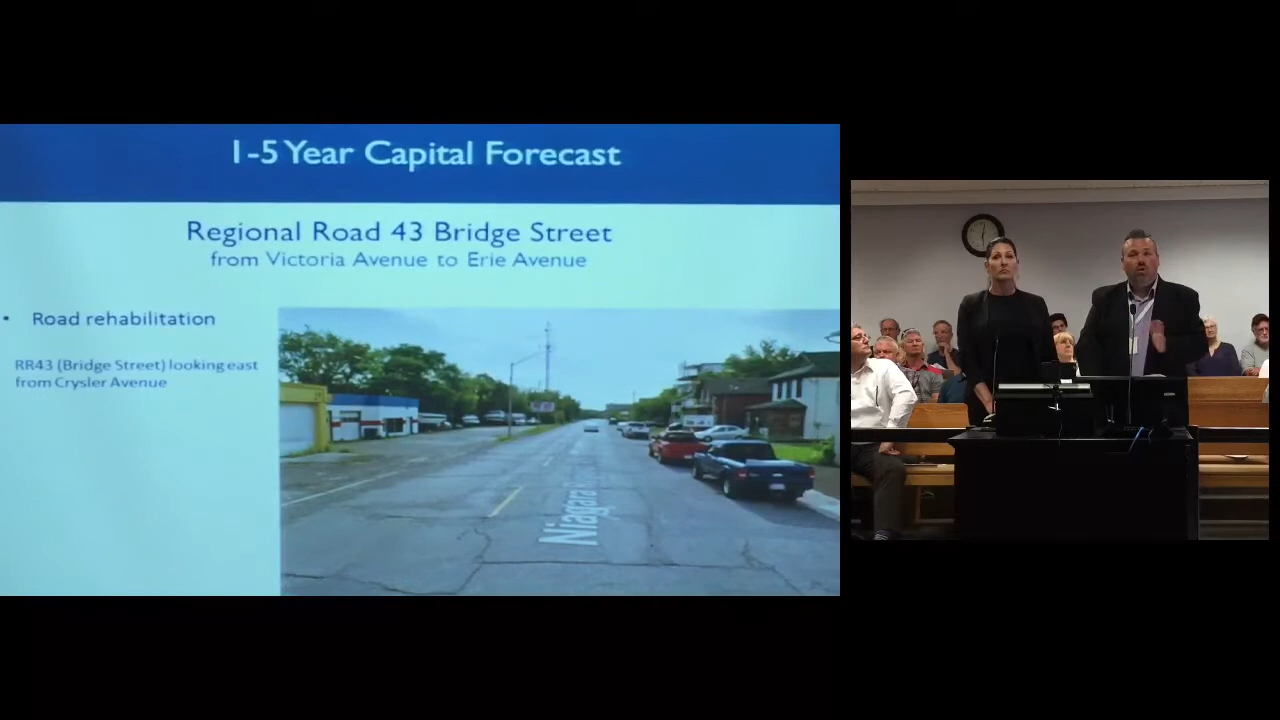 1-5 Year Capital Forecast
Regional Road 43 Bridge Street
from Victoria Avenue to Erie Avenue
• Road rehabilitation
RR43 (Bridge Street) looking east
from Crysler Avenue
Niagara